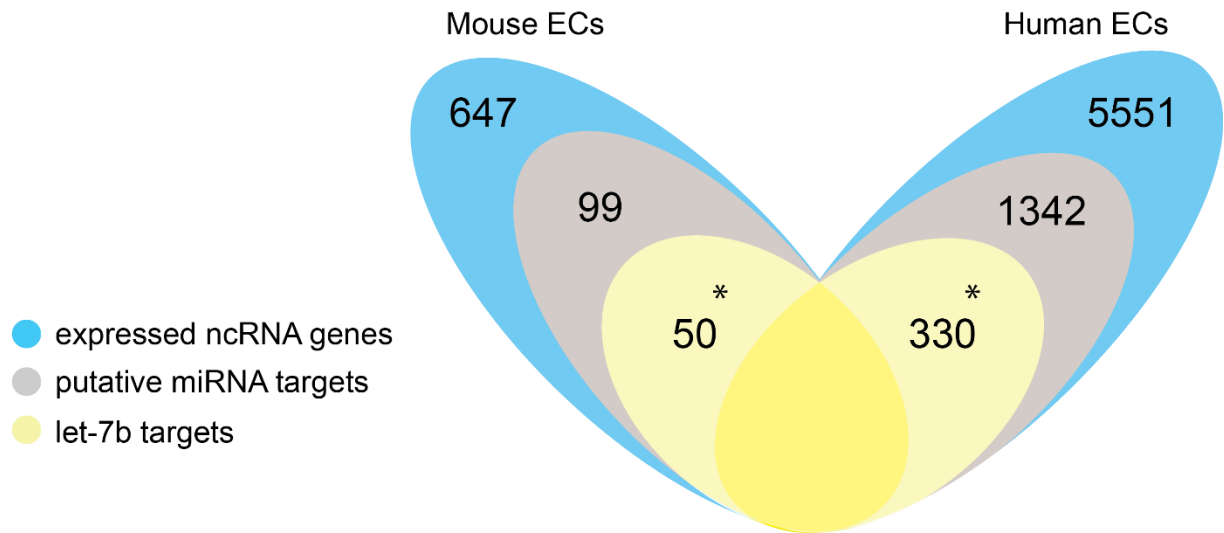 Mouse ECs
Human ECs
647
5551
99
1342
*
*
50
330
expressed ncRNA genes
putative miRNA targets
let-7b targets